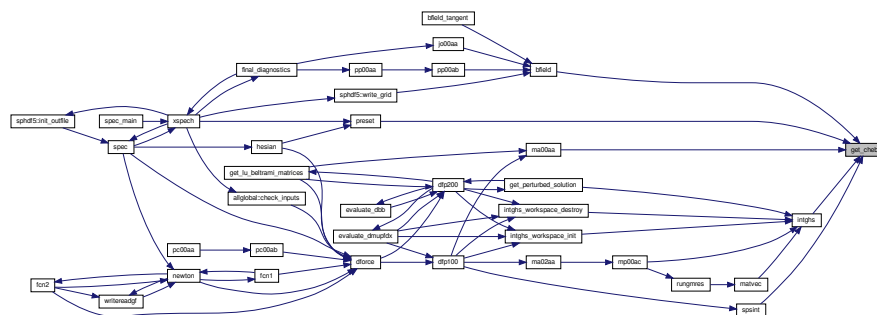 bfield_tangent
jo00aa
final_diagnostics
pp00aa
pp00ab
bfield
sphdf5::write_grid
sphdf5::init_outfile
spec_main
xspech
preset
spec
hesian
ma00aa
get_cheb
get_lu_beltrami_matrices
dfp200
get_perturbed_solution
allglobal::check_inputs
evaluate_dbb
intghs_workspace_destroy
intghs
evaluate_dmupfdx
intghs_workspace_init
pc00aa
pc00ab
dforce
dfp100
ma02aa
mp00ac
fcn2
newton
fcn1
rungmres
matvec
writereadgf
spsint